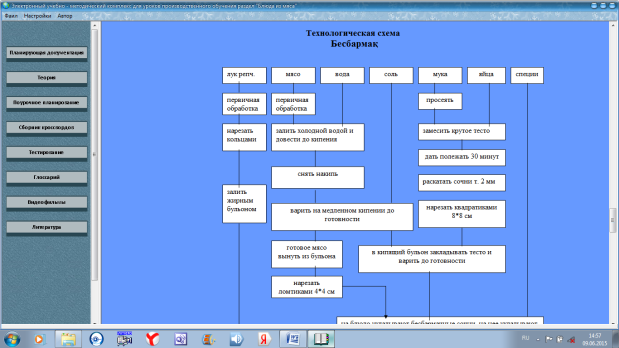 Электронный учебно - методический комплекс для уроков производственного обучения раздел "Блюда из мяса"
Файл Настройки Автор
Планирующая документация
Теория
Поурочное планирование
Сборник кроссвордов
Тестирование
Глоссарий
Видеофильмы
Литература
Технологическая схема
Бесбармақ
лук репч.
мясо
вода
соль
мука
яйца
специи
первичная
обработка
первичная
обработка
просеять
нарезать
кольцами
залить холодной водой и
довести до кипения
замесить крутое тесто
дать полежать 30 минут
снять накипь
раскатать сочни т. 2 мм
залить
жирным
бульоном
варить на медленном кипении до
готовности
нарезать квадратиками
8*8 см
готовое мясо
вынуть из бульона
в кипящий бульон закладывать тесто и
варить до готовности
нарезать
ломтиками 4*4 см
RU
14:57
09.06.2015